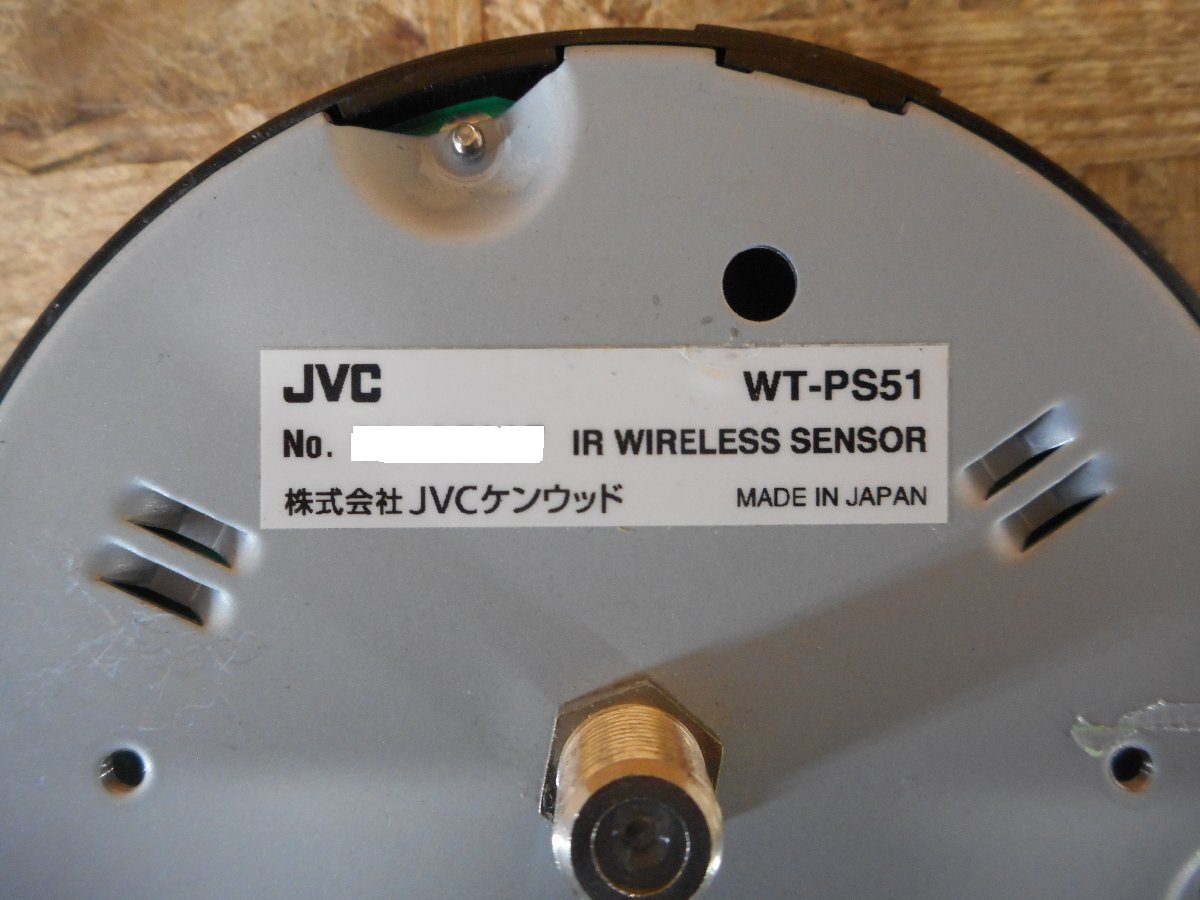 JVC WT-PS51
No. IR WIRELESS SENSOR
株式会社 JVCケンウッド MADE IN JAPAN